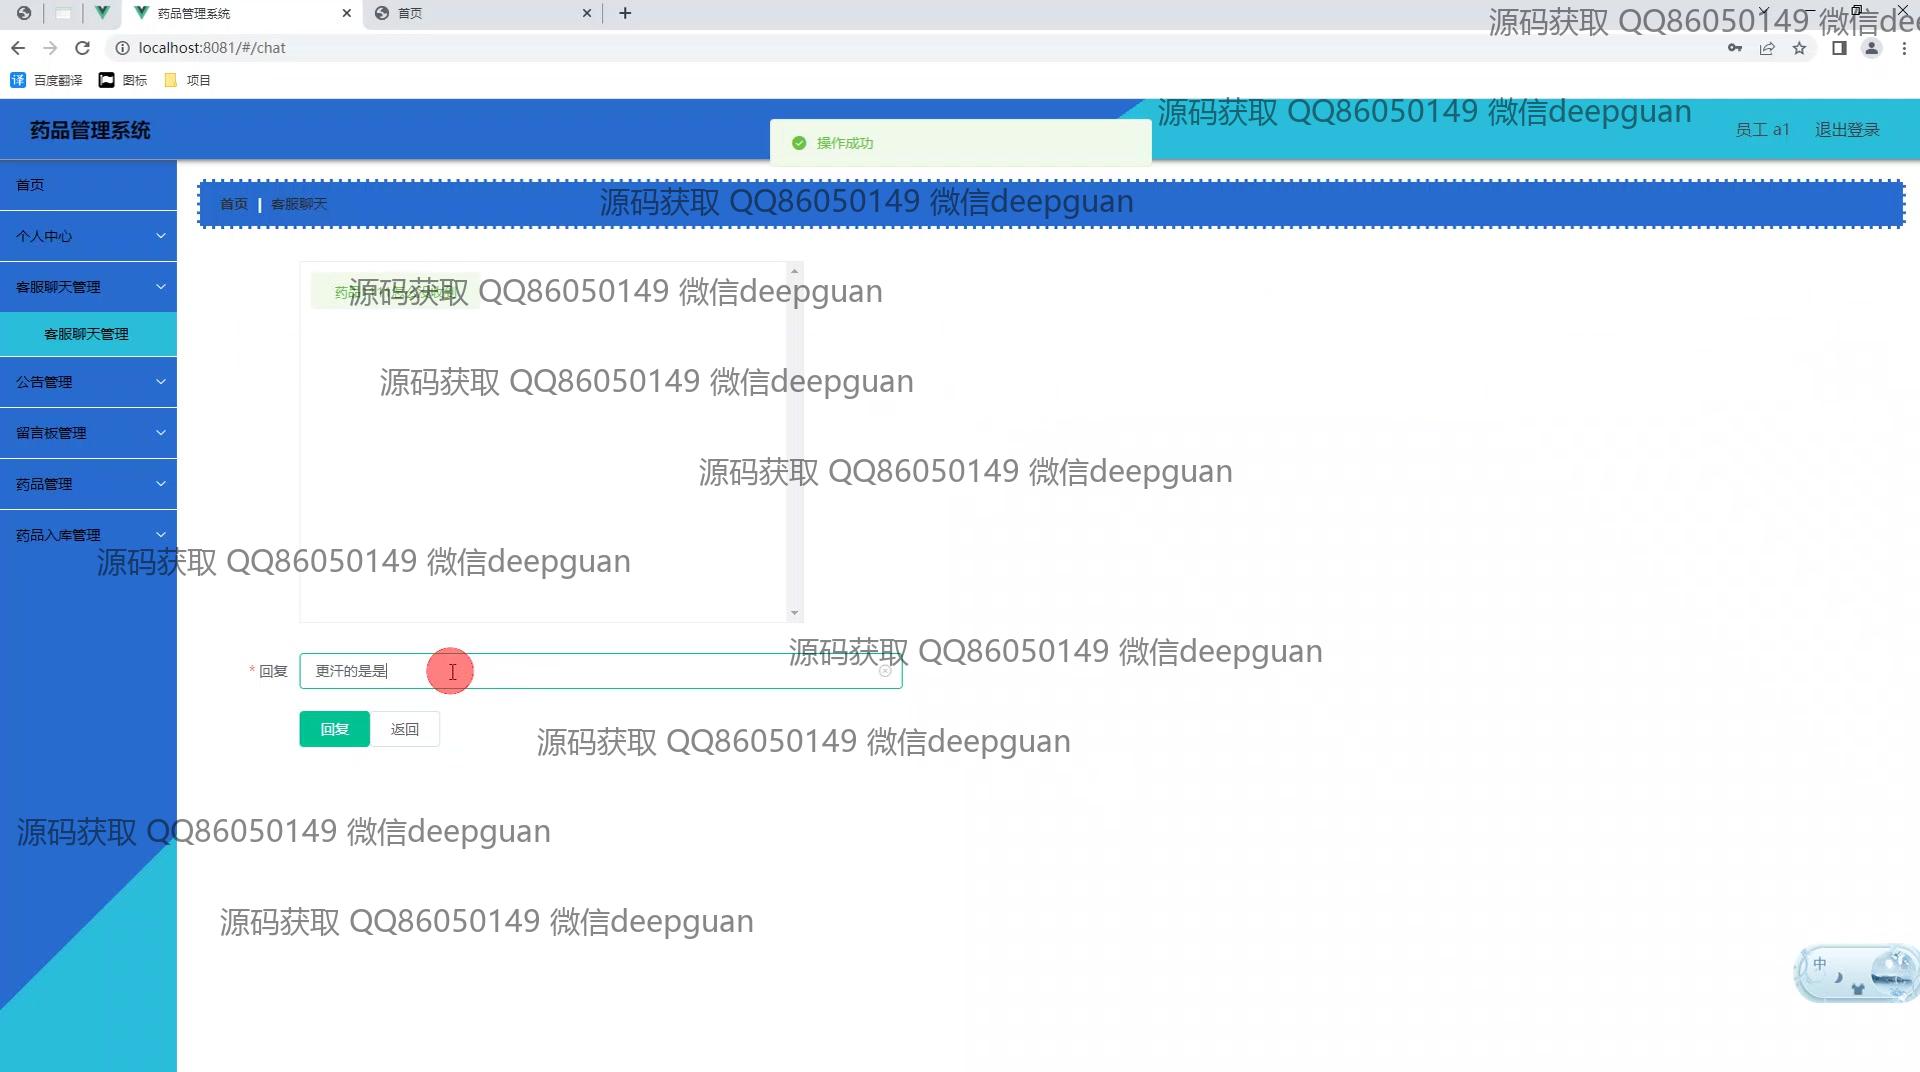 药品管理系统
首页
源码获取 QQ86050149 微信dee
localhost:8081/#/chat
百度翻译
图标
项目
药品管理系统
操作成功
源码获取 QQ86050149 微信deepguan
员工 a1
退出登录
首页
首页 | 客服聊天
源码获取 QQ86050149 微信deepguan
个人中心
客服聊天管理
源码获取 QQ86050149 微信deepguan
客服聊天管理
公告管理
源码获取 QQ86050149 微信deepguan
留言板管理
源码获取 QQ86050149 微信deepguan
药品管理
药品入库管理
源码获取 QQ86050149 微信deepguan
源码获取 QQ86050149 微信deepguan
* 回复
更汗的是是
回复
返回
源码获取 QQ86050149 微信deepguan
源码获取 QQ86050149 微信deepguan
源码获取 QQ86050149 微信deepguan
中